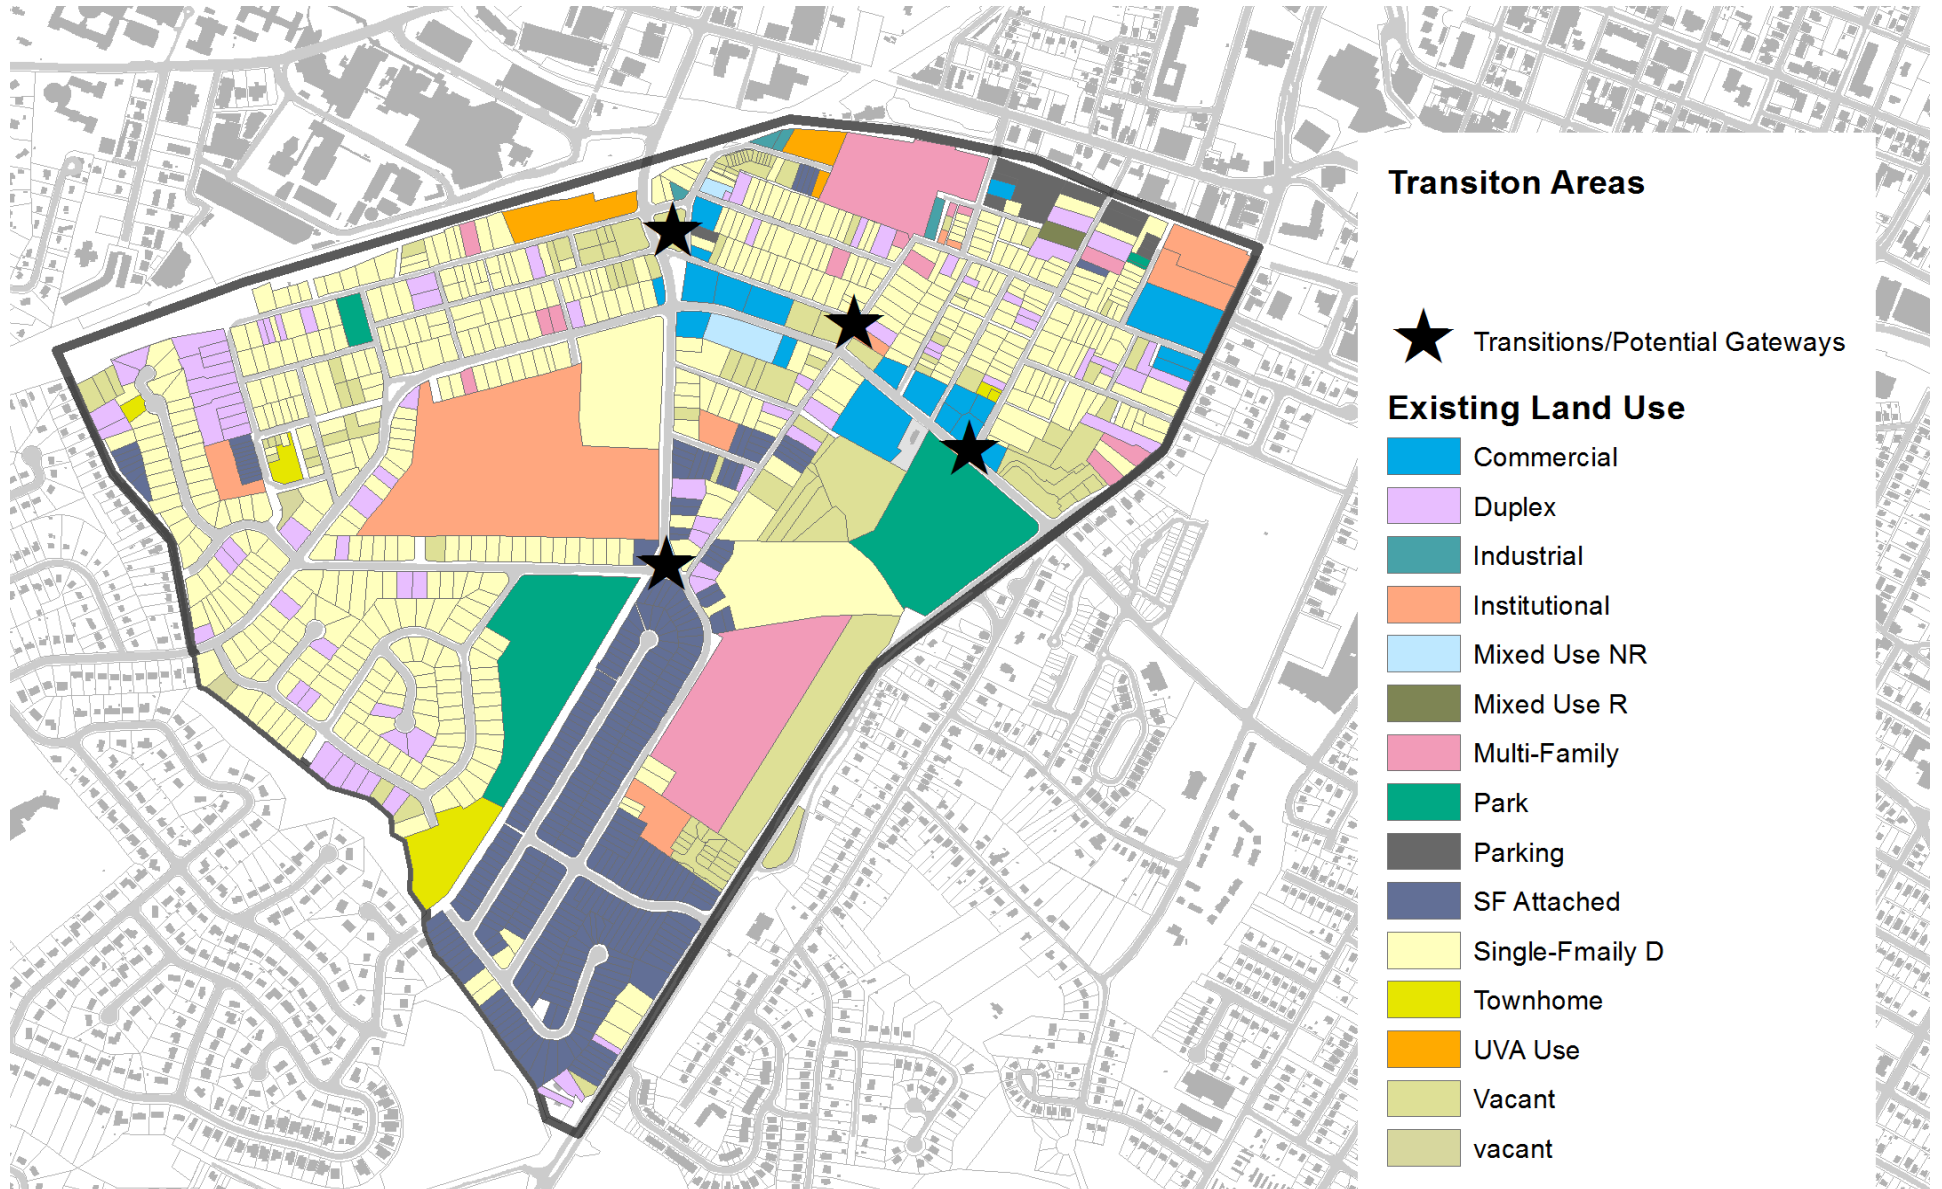 Transiton Areas
Transitions/Potential Gateways
Existing Land Use
Commercial
Duplex
Industrial
Institutional
Mixed Use NR
Mixed Use R
Multi-Family
Park
Parking
SF Attached
Single-Fmaily D
Townhome
UVA Use
Vacant
vacant